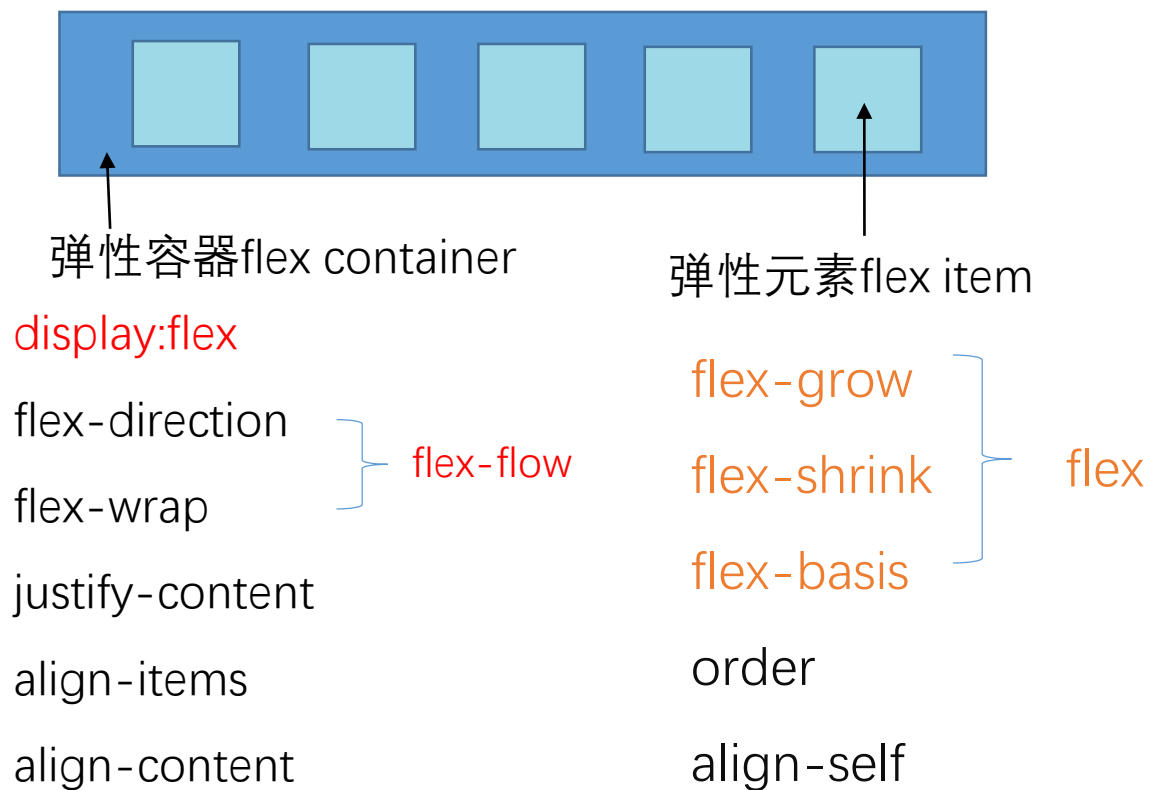 弹性容器flex container
display:flex
flex-direction
flex-wrap
flex-flow
justify-content
align-items
align-content
弹性元素flex item
flex-grow
flex-shrink
flex-basis
flex
order
align-self